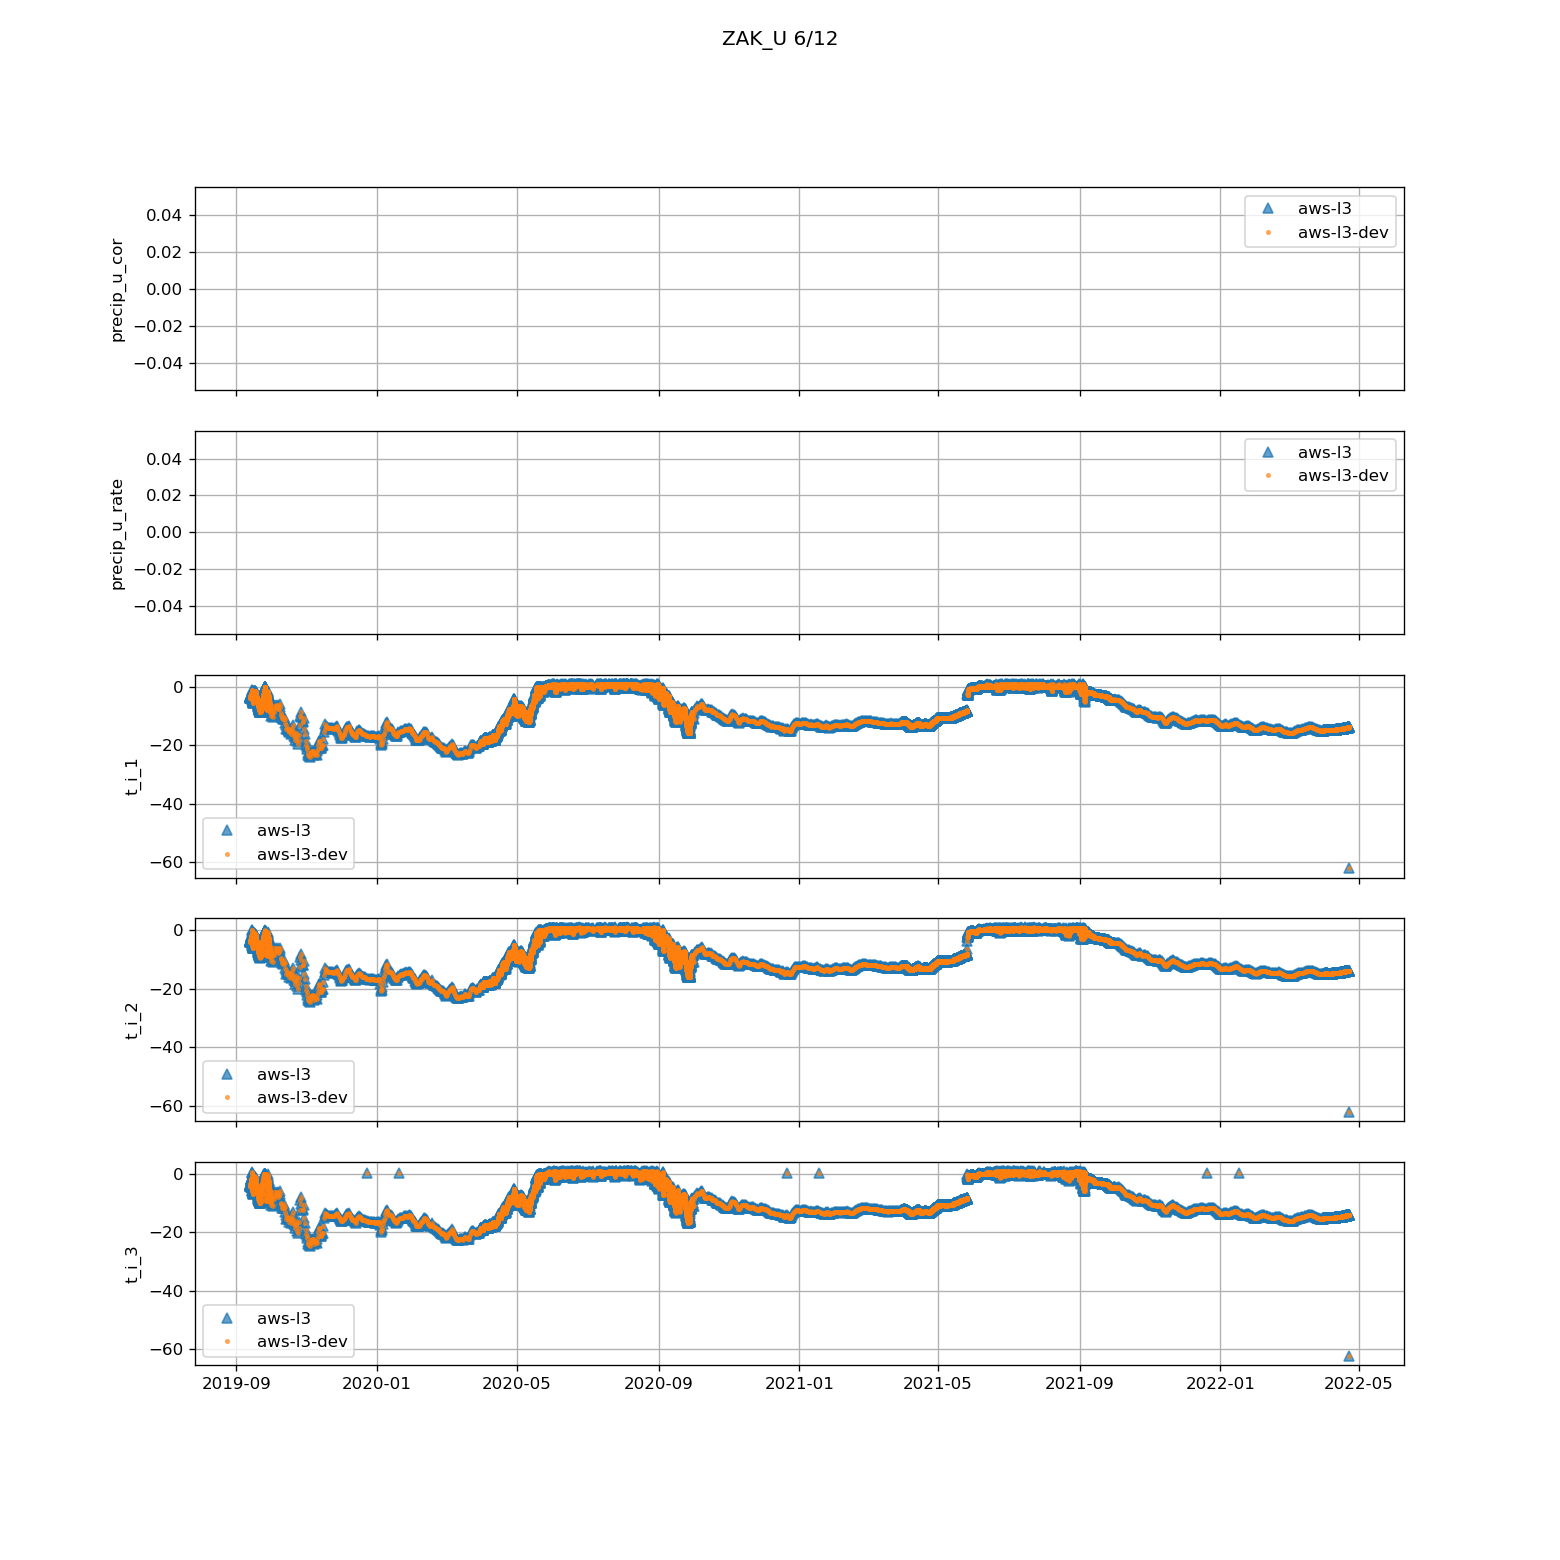 ZAK_U 6/12
0.04
0.02
0.00
−0.02
−0.04
precip_u_cor
aws-l3
aws-l3-dev
0.04
0.02
0.00
−0.02
−0.04
precip_u_rate
aws-l3
aws-l3-dev
0
−20
−40
−60
t_i_1
aws-l3
aws-l3-dev
0
−20
−40
−60
t_i_2
aws-l3
aws-l3-dev
0
−20
−40
−60
t_i_3
aws-l3
aws-l3-dev
2019-09 2020-01 2020-05 2020-09 2021-01 2021-05 2021-09 2022-01 2022-05